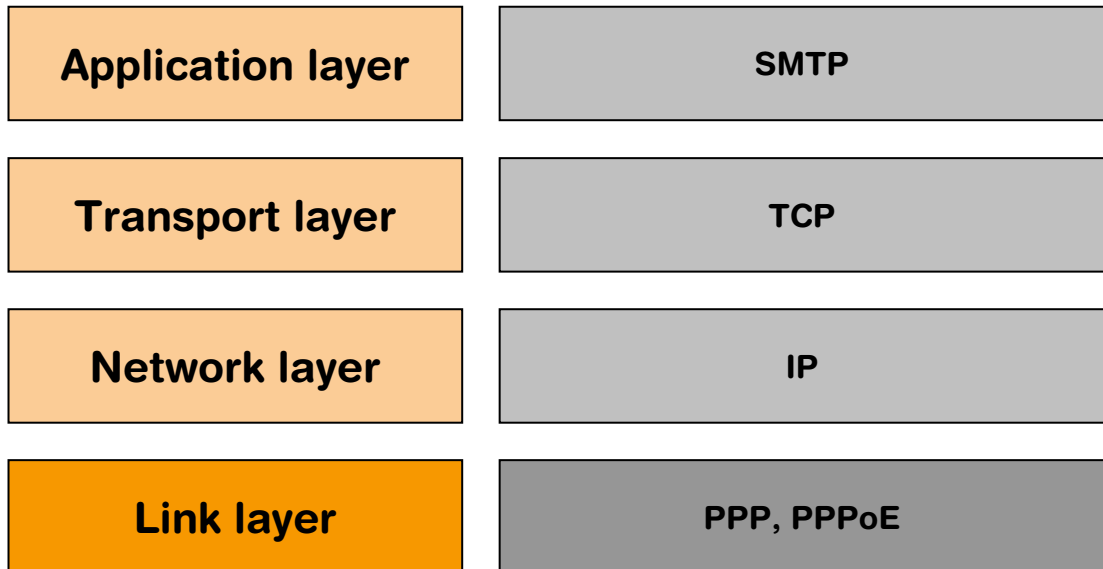 Application layer
SMTP
Transport layer
TCP
Network layer
IP
Link layer
PPP, PPPoE